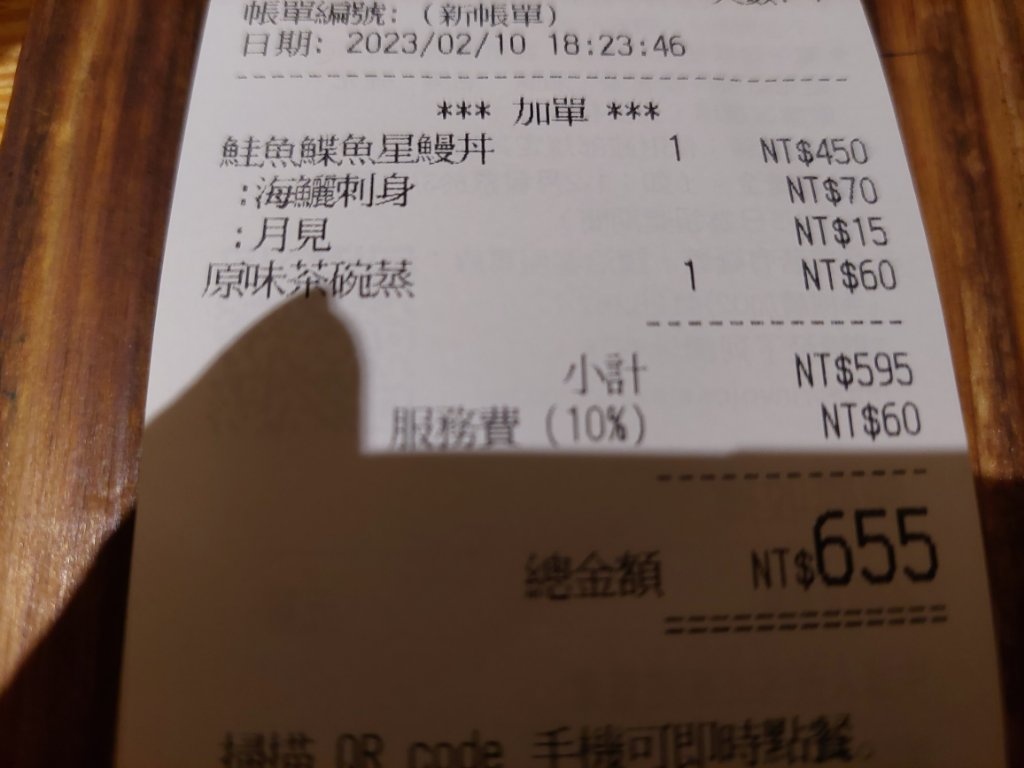 帳單編號: (新帳單)
日期: 2023/02/10 18:23:46
*** 加單 ***
鮭魚鰈魚星鰻丼 1 NT$450
:海鱺刺身 NT$70
:月見 NT$15
原味茶碗蒸 1 NT$60
小計 NT$595
服務費 (10%) NT$60
總金額 NT$655
掃描 QR code 手機可即時點餐。